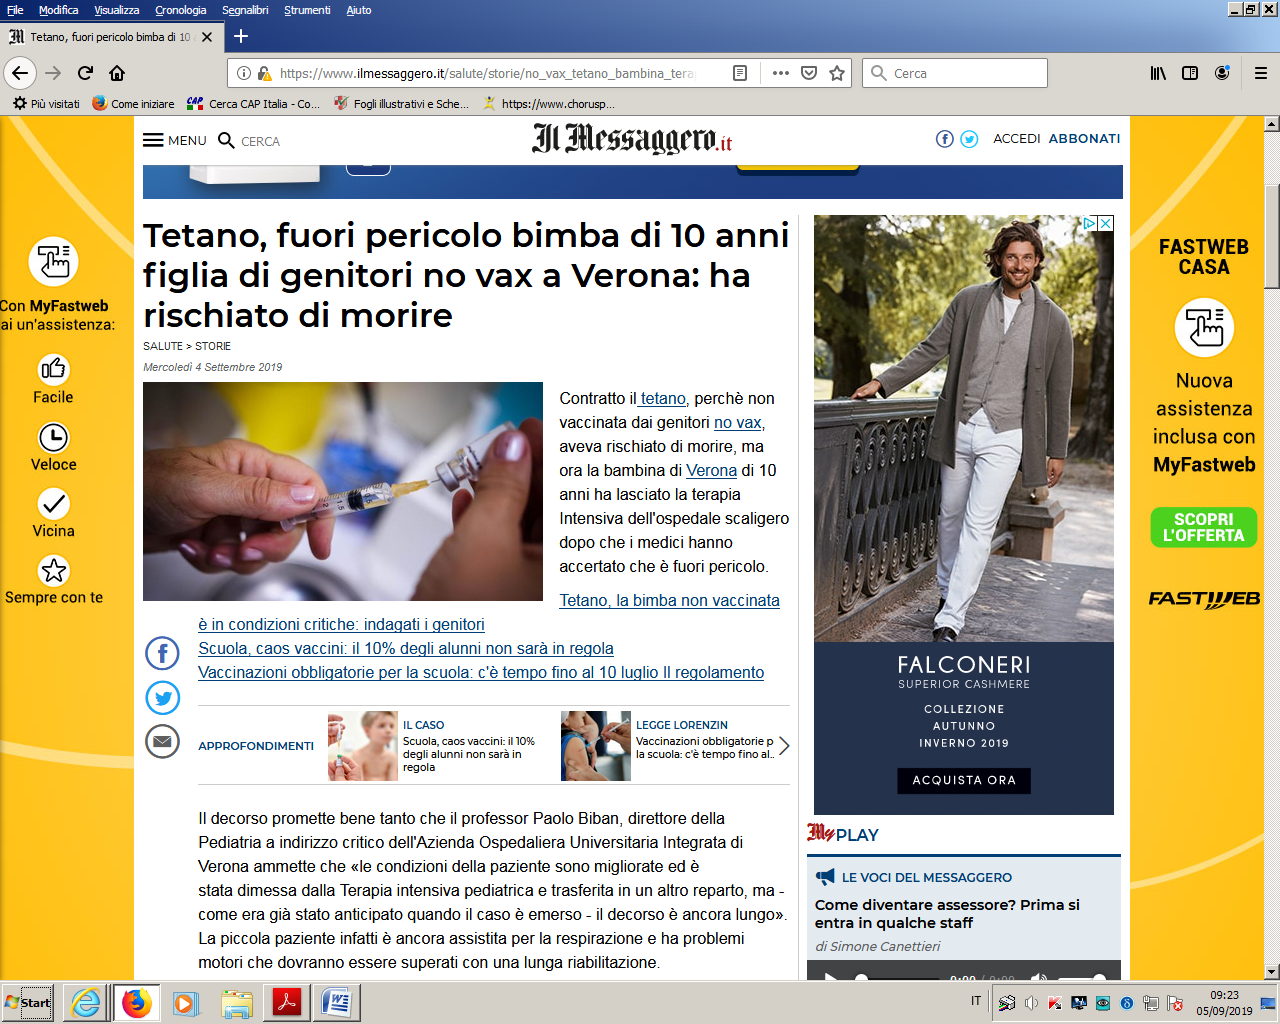 File Modifica Visualizza Cronologia Segnalibri Strumenti Aiuto
Tetano, fuori pericolo bimba di 10
https://www.ilmessaggero.it/salute/storie/no_vax_tetano_bambina_tera
Cerca
Più visitati Come iniziare Cerca CAP Italia - Co... Fogli illustrativi e Sche... https://www.chorusp...
MENU CERCA
Il Messaggero.it
ACCEDI ABBONATI
Con MyFastweb
ai un'assistenza:
Facile
Veloce
Vicina
Sempre con te
Tetano, fuori pericolo bimba di 10 anni
figlia di genitori no vax a Verona: ha
rischiato di morire
SALUTE > STORIE
Mercoledì 4 Settembre 2019
Contratto il tetano, perchè non
vaccinata dai genitori no vax,
aveva rischiato di morire, ma
ora la bambina di Verona di 10
anni ha lasciato la terapia
Intensiva dell'ospedale scaligero
dopo che i medici hanno
accertato che è fuori pericolo.
Tetano, la bimba non vaccinata
è in condizioni critiche: indagati i genitori
Scuola, caos vaccini: il 10% degli alunni non sarà in regola
Vaccinazioni obbligatorie per la scuola: c'è tempo fino al 10 luglio Il regolamento
APPROFONDIMENTI
IL CASO
Scuola, caos vaccini: il 10%
degli alunni non sarà in
regola
LEGGE LORENZIN
Vaccinazioni obbligatorie p
la scuola: c'è tempo fino al..
Il decorso promette bene tanto che il professor Paolo Biban, direttore della
Pediatria a indirizzo critico dell'Azienda Ospedaliera Universitaria Integrata di
Verona ammette che «le condizioni della paziente sono migliorate ed è
stata dimessa dalla Terapia intensiva pediatrica e trasferita in un altro reparto, ma -
come era già stato anticipato quando il caso è emerso - il decorso è ancora lungo».
La piccola paziente infatti è ancora assistita per la respirazione e ha problemi
motori che dovranno essere superati con una lunga riabilitazione.
FALCONERI
SUPERIOR CASHMERE
COLLEZIONE
AUTUNNO
INVERNO 2019
ACQUISTA ORA
MyPLAY
LE VOCI DEL MESSAGGERO
Come diventare assessore? Prima si
entra in qualche staff
di Simone Canettieri
0:00 / 0:00
FASTWEB
CASA
Nuova
assistenza
inclusa con
MyFastweb
SCOPRI
L'OFFERTA
FASTWEB
Start
IT
09:23
05/09/2019